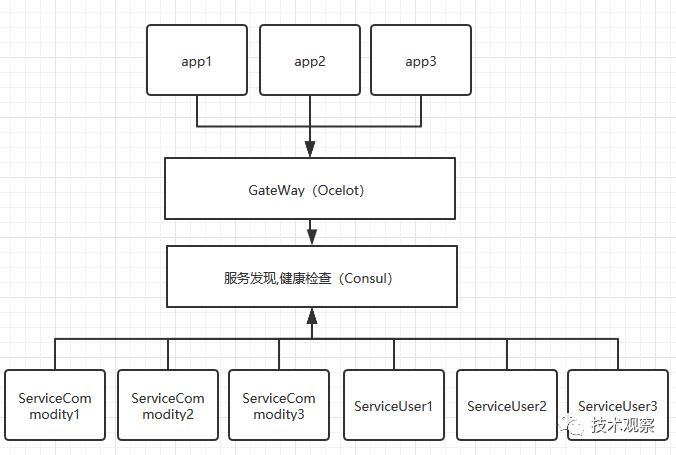 app1
app2
app3
GateWay（Ocelot）
服务发现,健康检查（Consul）
ServiceCom
modity1
ServiceCom
modity2
ServiceCom
modity3
ServiceUser1
ServiceUser2
ServiceUser3
技术观察